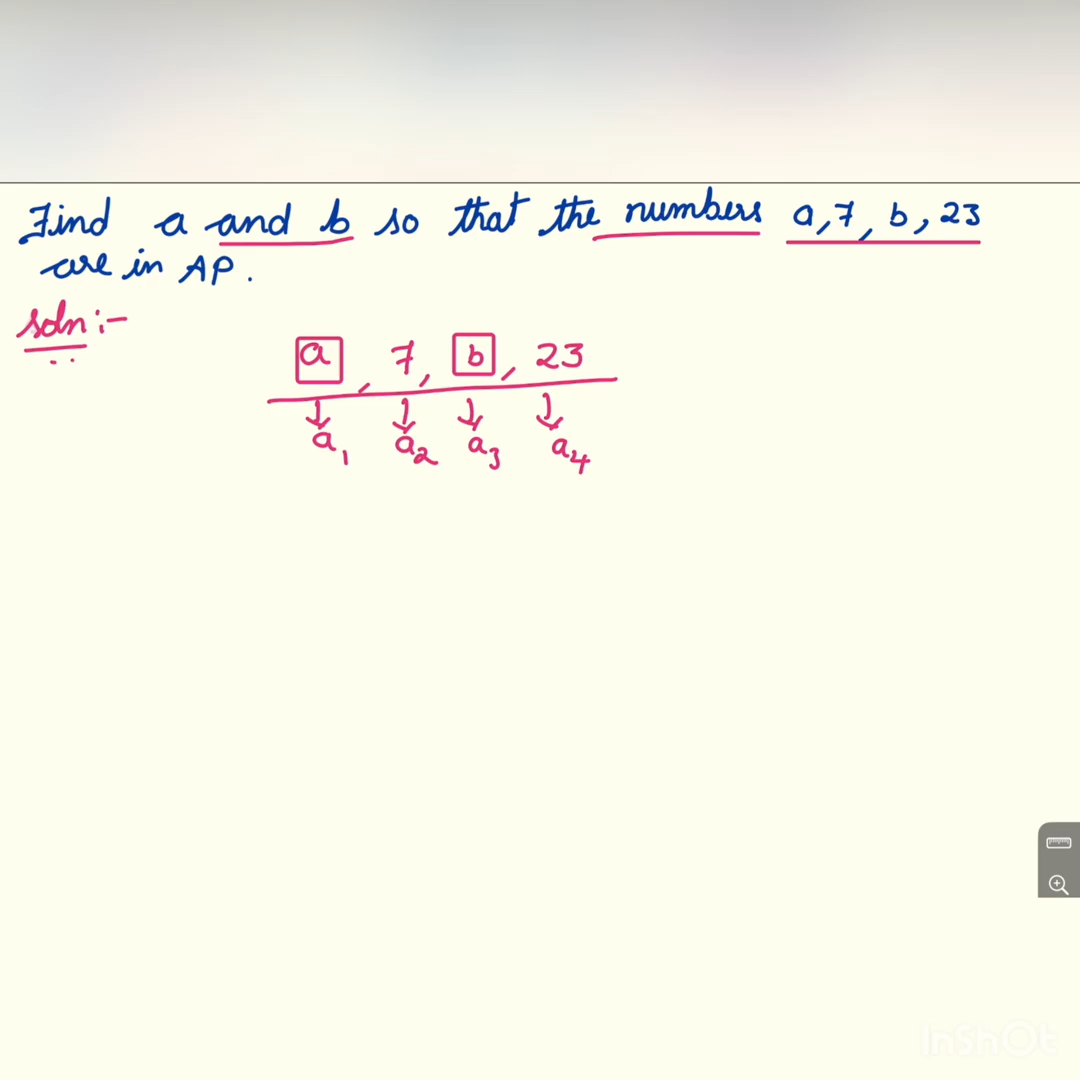 Find a and b so that the numbers a, 7, b, 23
are in AP.
Soln :-
a, 7, b, 23
a1 a2 a3 a4
InShOt